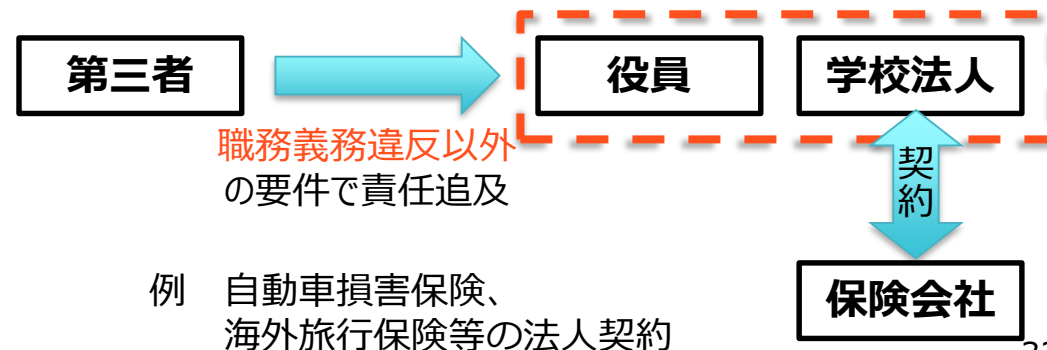 第三者
役員
学校法人
職務義務違反以外
の要件で責任追及
契約
例　自動車損害保険、
海外旅行保険等の法人契約
保険会社